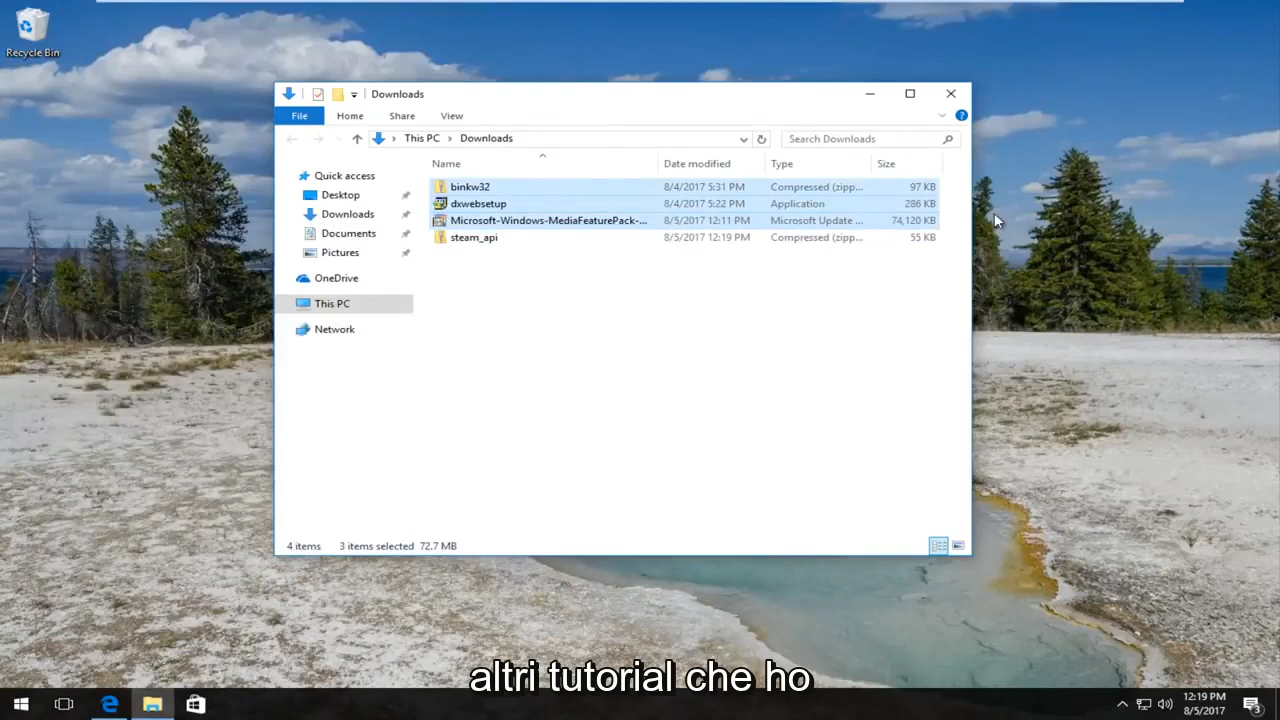 Recycle Bin
Downloads
File Home Share View
This PC > Downloads
Search Downloads
Name Date modified Type Size
Quick access
Desktop
Downloads
Documents
Pictures
OneDrive
This PC
Network
binkw32 8/4/2017 5:31 PM Compressed (zipp... 97 KB
dxwebsetup 8/4/2017 5:22 PM Application 286 KB
Microsoft-Windows-MediaFeaturePack-... 8/5/2017 12:11 PM Microsoft Update ... 74,120 KB
steam_api 8/5/2017 12:19 PM Compressed (zipp... 55 KB
4 items 3 items selected 72.7 MB
altri tutorial che ho
12:19 PM
8/5/2017
3